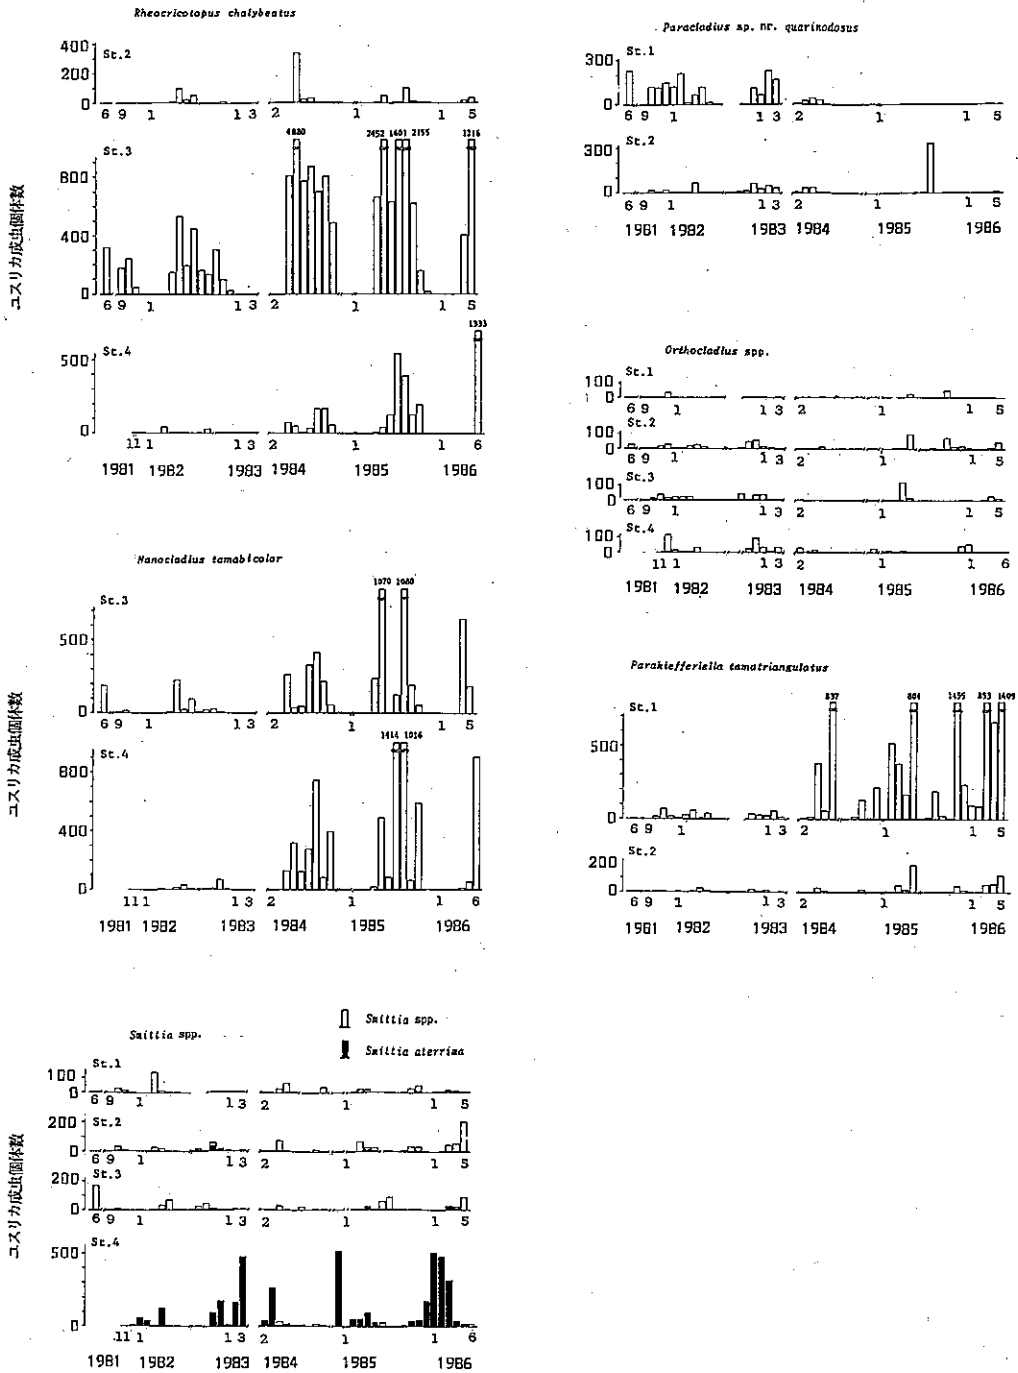 Rheocricotopus chalybeatus
400
200
0
St.2
6 9 1 1 3 2 1 1 5
ユスリカ成虫個体数
St.3
4880 2452 1601 2155 1216
800
400
0
6 9 1 1 3 2 1 1 5
St.4
1333
500
0
11 1 1 3 2 1 1 6
1981 1982 1983 1984 1985 1986
Nanocladius tamabicolor
St.3
1070 1080
500
0
6 9 1 1 3 2 1 1 5
ユスリカ成虫個体数
St.4
1414 1016
800
400
0
11 1 1 3 2 1 1 6
1981 1982 1983 1984 1985 1986
Smittia spp.
Smittia spp.
Smittia aterrima
St.1
100
0
6 9 1 1 3 2 1 1 5
St.2
200
0
6 9 1 1 3 2 1 1 5
ユスリカ成虫個体数
St.3
200
0
6 9 1 1 3 2 1 1 5
St.4
500
0
11 1 1 3 2 1 1 6
1981 1982 1983 1984 1985 1986
Paracladius sp. nr. quarinodosus
St.1
300
0
6 9 1 1 3 2 1 1 5
St.2
300
0
6 9 1 1 3 2 1 1 5
1981 1982 1983 1984 1985 1986
Orthocladius spp.
St.1
100
0
6 9 1 1 3 2 1 1 5
St.2
100
0
6 9 1 1 3 2 1 1 5
St.3
100
0
6 9 1 1 3 2 1 1 5
St.4
100
0
11 1 1 3 2 1 1 6
1981 1982 1983 1984 1985 1986
Parakiefferiella tamatriangulatus
St.1
837 804 1455 853 1409
500
0
6 9 1 1 3 2 1 1 5
St.2
200
0
6 9 1 1 3 2 1 1 5
1981 1982 1983 1984 1985 1986